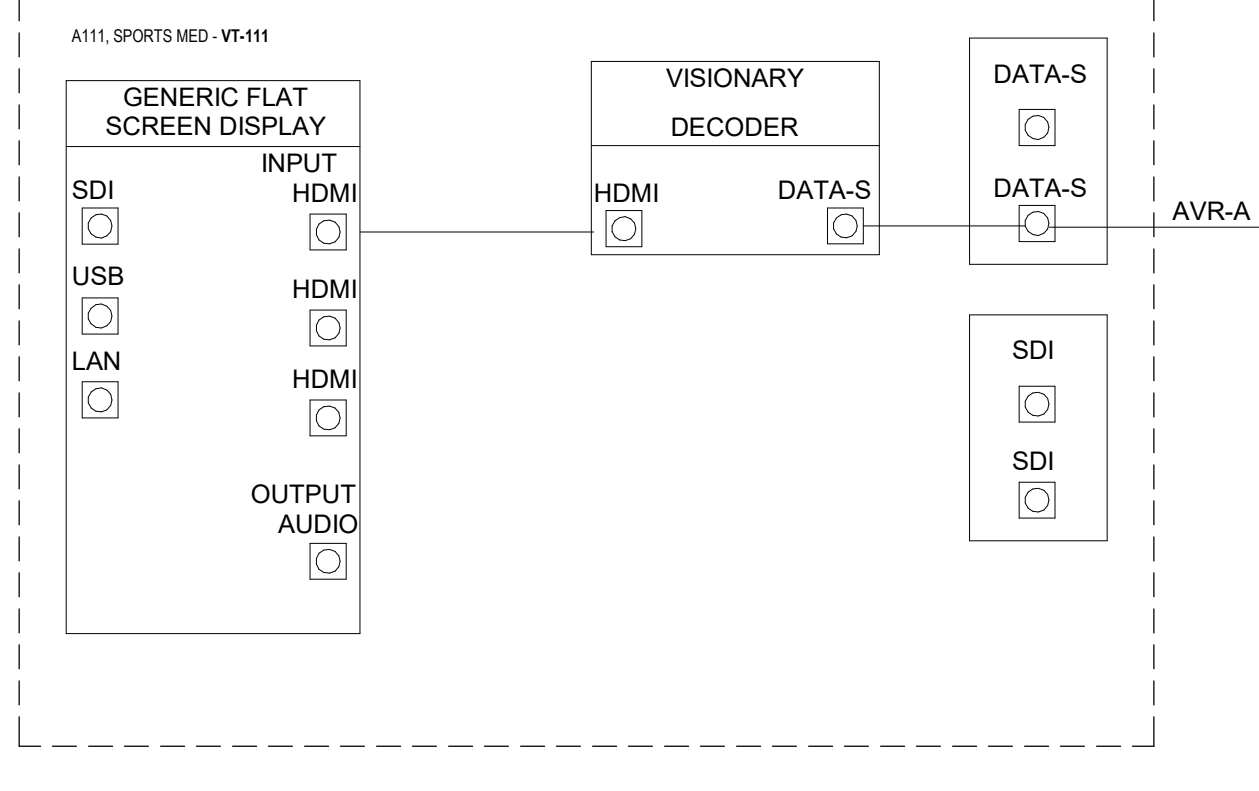 A111, SPORTS MED - VT-111
GENERIC FLAT
SCREEN DISPLAY
INPUT
SDI
HDMI
USB
HDMI
LAN
HDMI
OUTPUT
AUDIO
VISIONARY
DECODER
HDMI
DATA-S
DATA-S
DATA-S
AVR-A
SDI
SDI